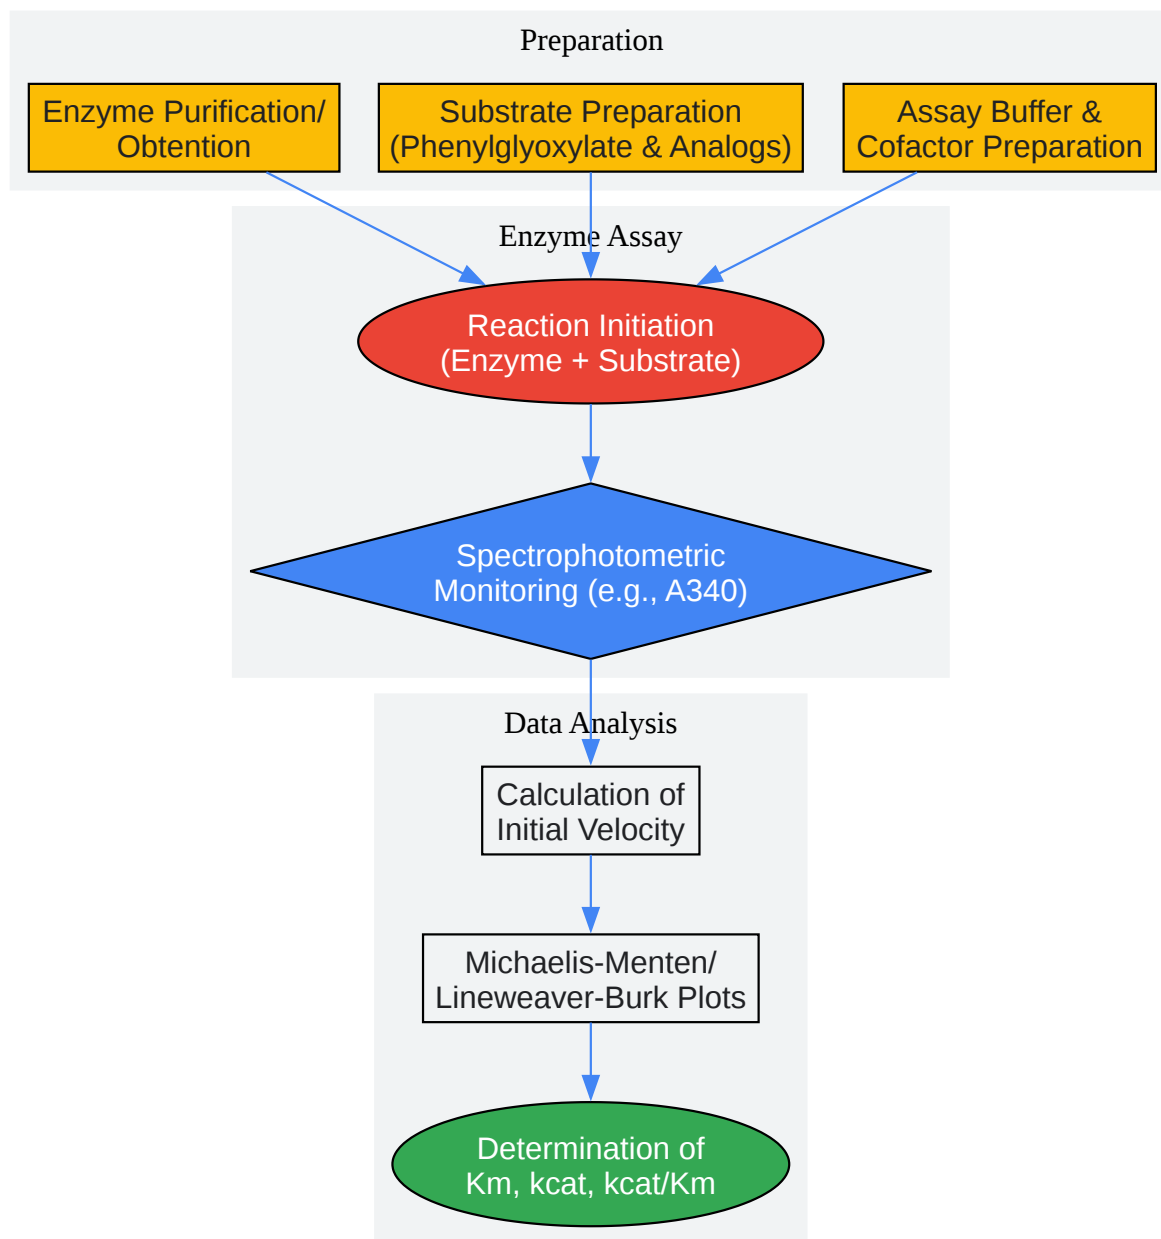 Preparation
Enzyme Purification/
Obtention
Substrate Preparation
(Phenylglyoxylate & Analogs)
Assay Buffer &
Cofactor Preparation
Enzyme Assay
Reaction Initiation
(Enzyme + Substrate)
Spectrophotometric
Monitoring (e.g., A340)
Data Analysis
Calculation of
Initial Velocity
Michaelis-Menten/
Lineweaver-Burk Plots
Determination of
Km, kcat, kcat/Km